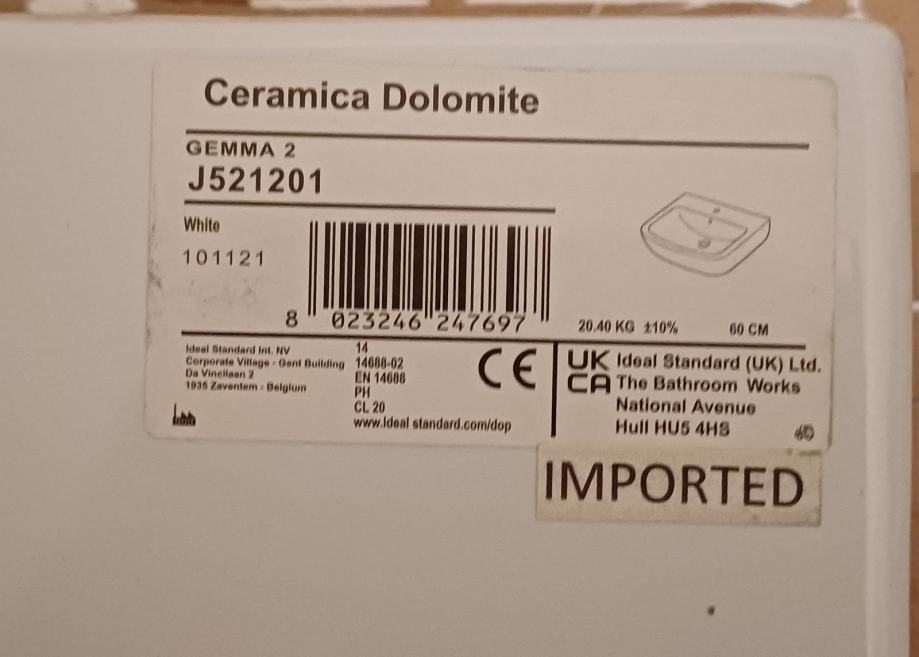 Ceramica Dolomite
GEMMA 2
J521201
White
101121
8 023246 247697
20.40 KG ±10%
60 CM
Ideal Standard Int. NV
Corporate Village - Gent Building
Da Vincilaan 2
1935 Zaventem - Belgium
14
14688-02
EN 14688
PH
CL 20
www.Ideal standard.com/dop
CE
UK
CA
Ideal Standard (UK) Ltd.
The Bathroom Works
National Avenue
Hull HU5 4HS
IMPORTED